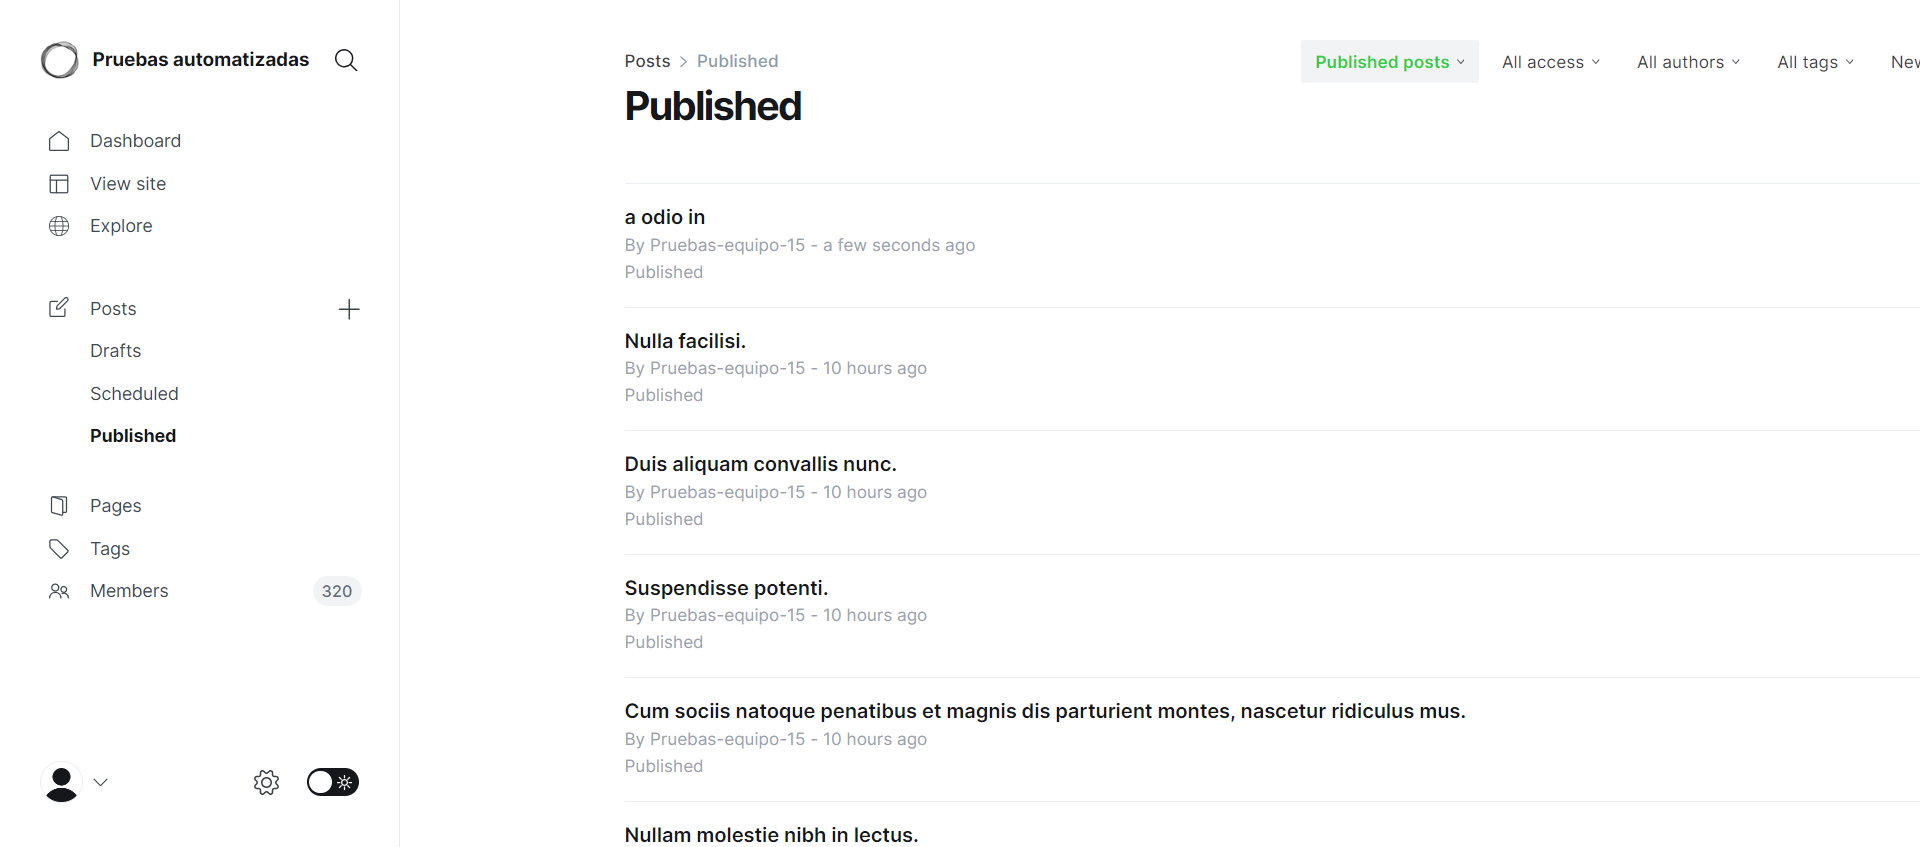 Pruebas automatizadas
Dashboard
View site
Explore
Posts
Drafts
Scheduled
Published
Pages
Tags
Members 320
Posts > Published
Published posts
All access
All authors
All tags
Published
a odio in
By Pruebas-equipo-15 - a few seconds ago
Published
Nulla facilisi.
By Pruebas-equipo-15 - 10 hours ago
Published
Duis aliquam convallis nunc.
By Pruebas-equipo-15 - 10 hours ago
Published
Suspendisse potenti.
By Pruebas-equipo-15 - 10 hours ago
Published
Cum sociis natoque penatibus et magnis dis parturient montes, nascetur ridiculus mus.
By Pruebas-equipo-15 - 10 hours ago
Published
Nullam molestie nibh in lectus.